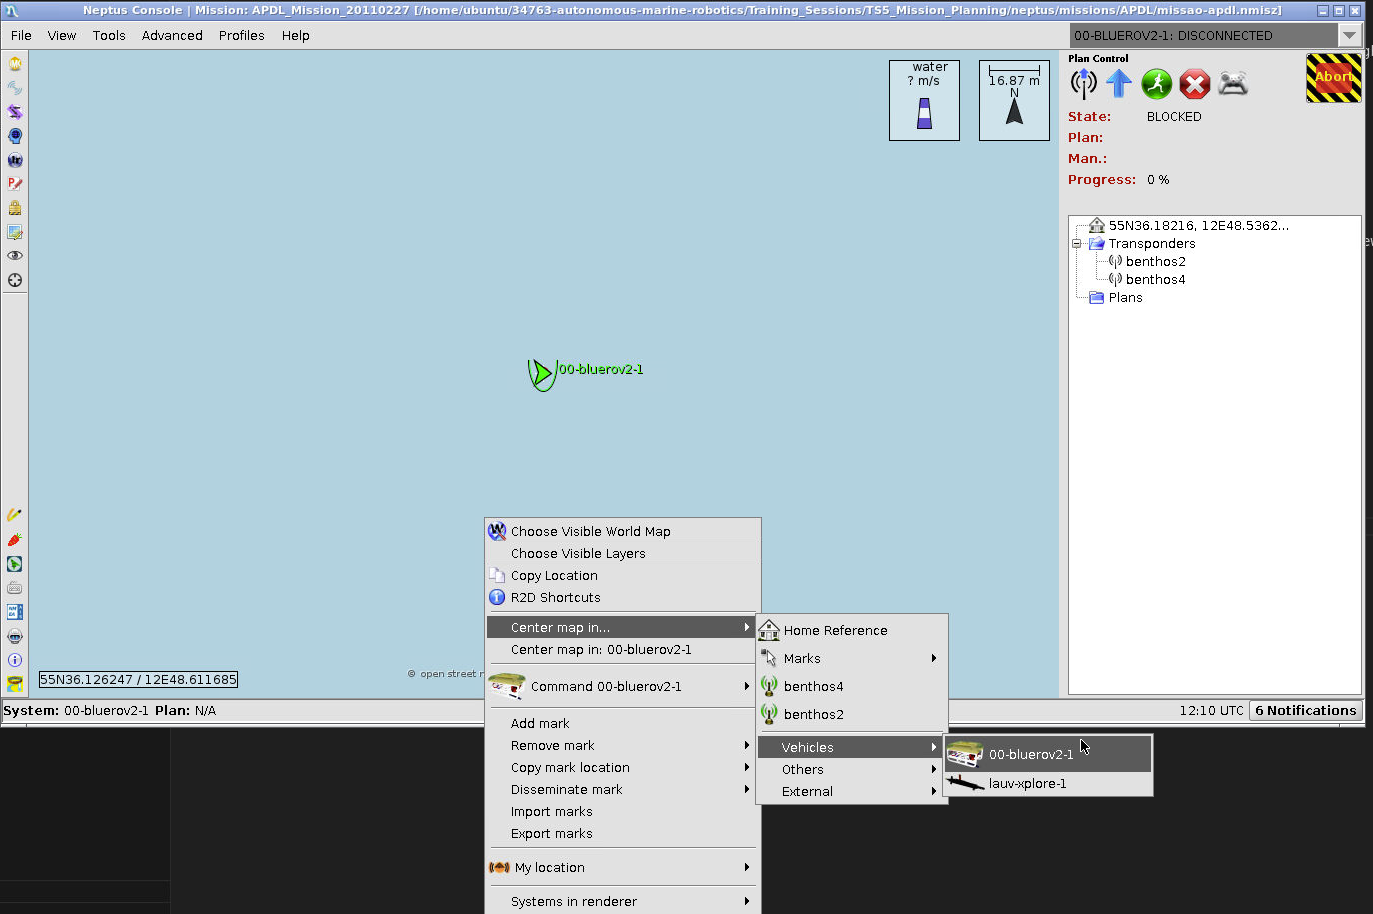 Neptus Console | Mission: APDL_Mission_20110227 [/home/ubuntu/34763-autonomous-marine-robotics/Training_Sessions/TS5_Mission_Planning/neptus/missions/APDL/missao-apdl.nmisz]
File View Tools Advanced Profiles Help
00-BLUEROV2-1: DISCONNECTED
water
? m/s
16.87 m
N
Plan Control
Abort
State: BLOCKED
Plan:
Man.:
Progress: 0 %
55N36.18216, 12E48.5362...
Transponders
benthos2
benthos4
Plans
00-bluerov2-1
Choose Visible World Map
Choose Visible Layers
Copy Location
R2D Shortcuts
Center map in...
Center map in: 00-bluerov2-1
Command 00-bluerov2-1
Add mark
Remove mark
Copy mark location
Disseminate mark
Import marks
Export marks
My location
Systems in renderer
Home Reference
Marks
benthos4
benthos2
Vehicles
Others
External
00-bluerov2-1
lauv-xplore-1
55N36.126247 / 12E48.611685
© open street
System: 00-bluerov2-1 Plan: N/A
12:10 UTC
6 Notifications